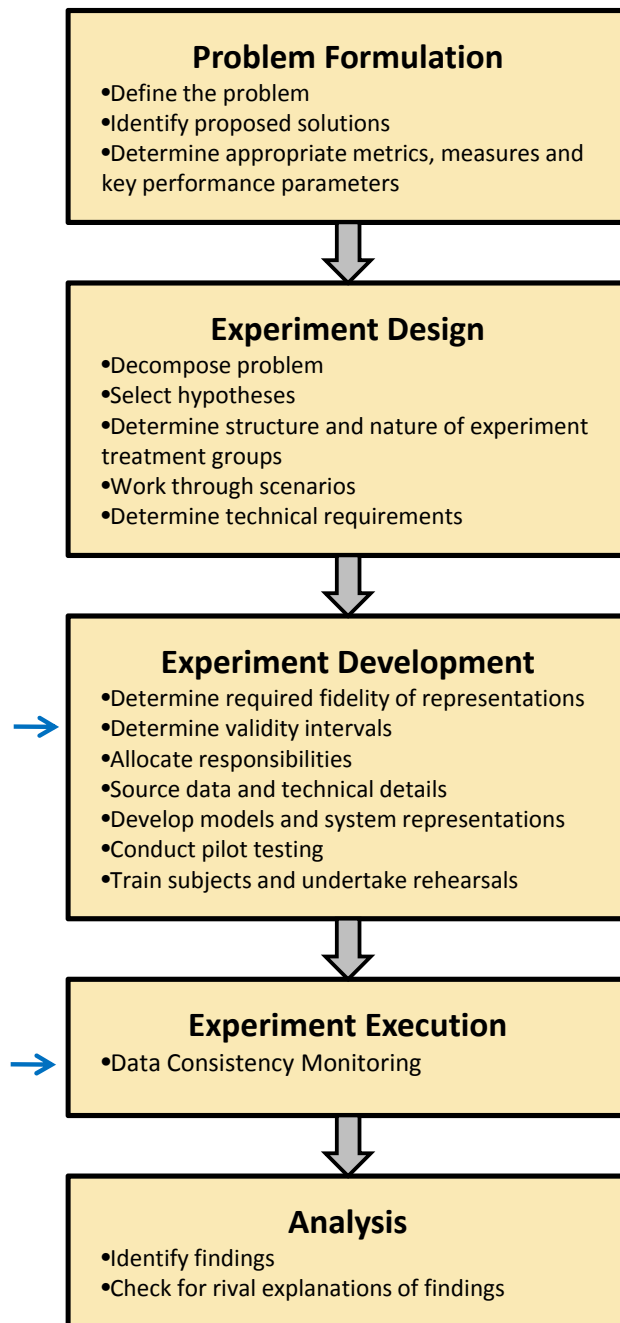 Problem Formulation
•Define the problem
•Identify proposed solutions
•Determine appropriate metrics, measures and
key performance parameters
Experiment Design
•Decompose problem
•Select hypotheses
•Determine structure and nature of experiment
treatment groups
•Work through scenarios
•Determine technical requirements
Experiment Development
•Determine required fidelity of representations
•Determine validity intervals
•Allocate responsibilities
•Source data and technical details
•Develop models and system representations
•Conduct pilot testing
•Train subjects and undertake rehearsals
Experiment Execution
•Data Consistency Monitoring
Analysis
•Identify findings
•Check for rival explanations of findings